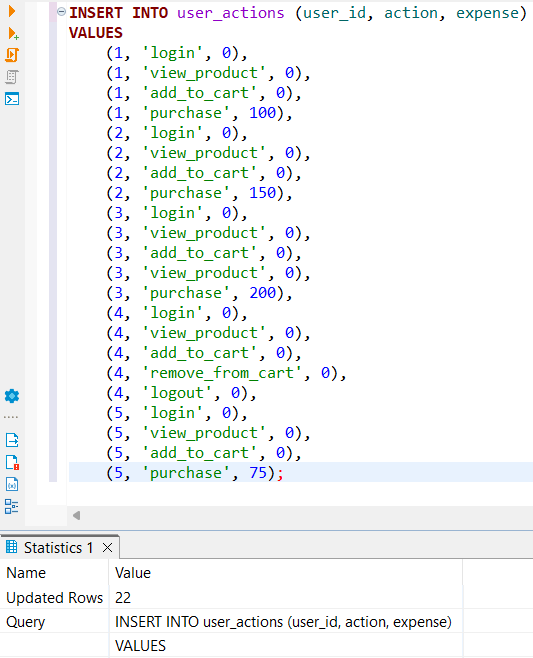 INSERT INTO user_actions (user_id, action, expense)
VALUES
(1, 'login', 0),
(1, 'view_product', 0),
(1, 'add_to_cart', 0),
(1, 'purchase', 100),
(2, 'login', 0),
(2, 'view_product', 0),
(2, 'add_to_cart', 0),
(2, 'purchase', 150),
(3, 'login', 0),
(3, 'view_product', 0),
(3, 'add_to_cart', 0),
(3, 'view_product', 0),
(3, 'purchase', 200),
(4, 'login', 0),
(4, 'view_product', 0),
(4, 'add_to_cart', 0),
(4, 'remove_from_cart', 0),
(4, 'logout', 0),
(5, 'login', 0),
(5, 'view_product', 0),
(5, 'add_to_cart', 0),
(5, 'purchase', 75);
Statistics 1
Name Value
Updated Rows 22
Query INSERT INTO user_actions (user_id, action, expense)
VALUES